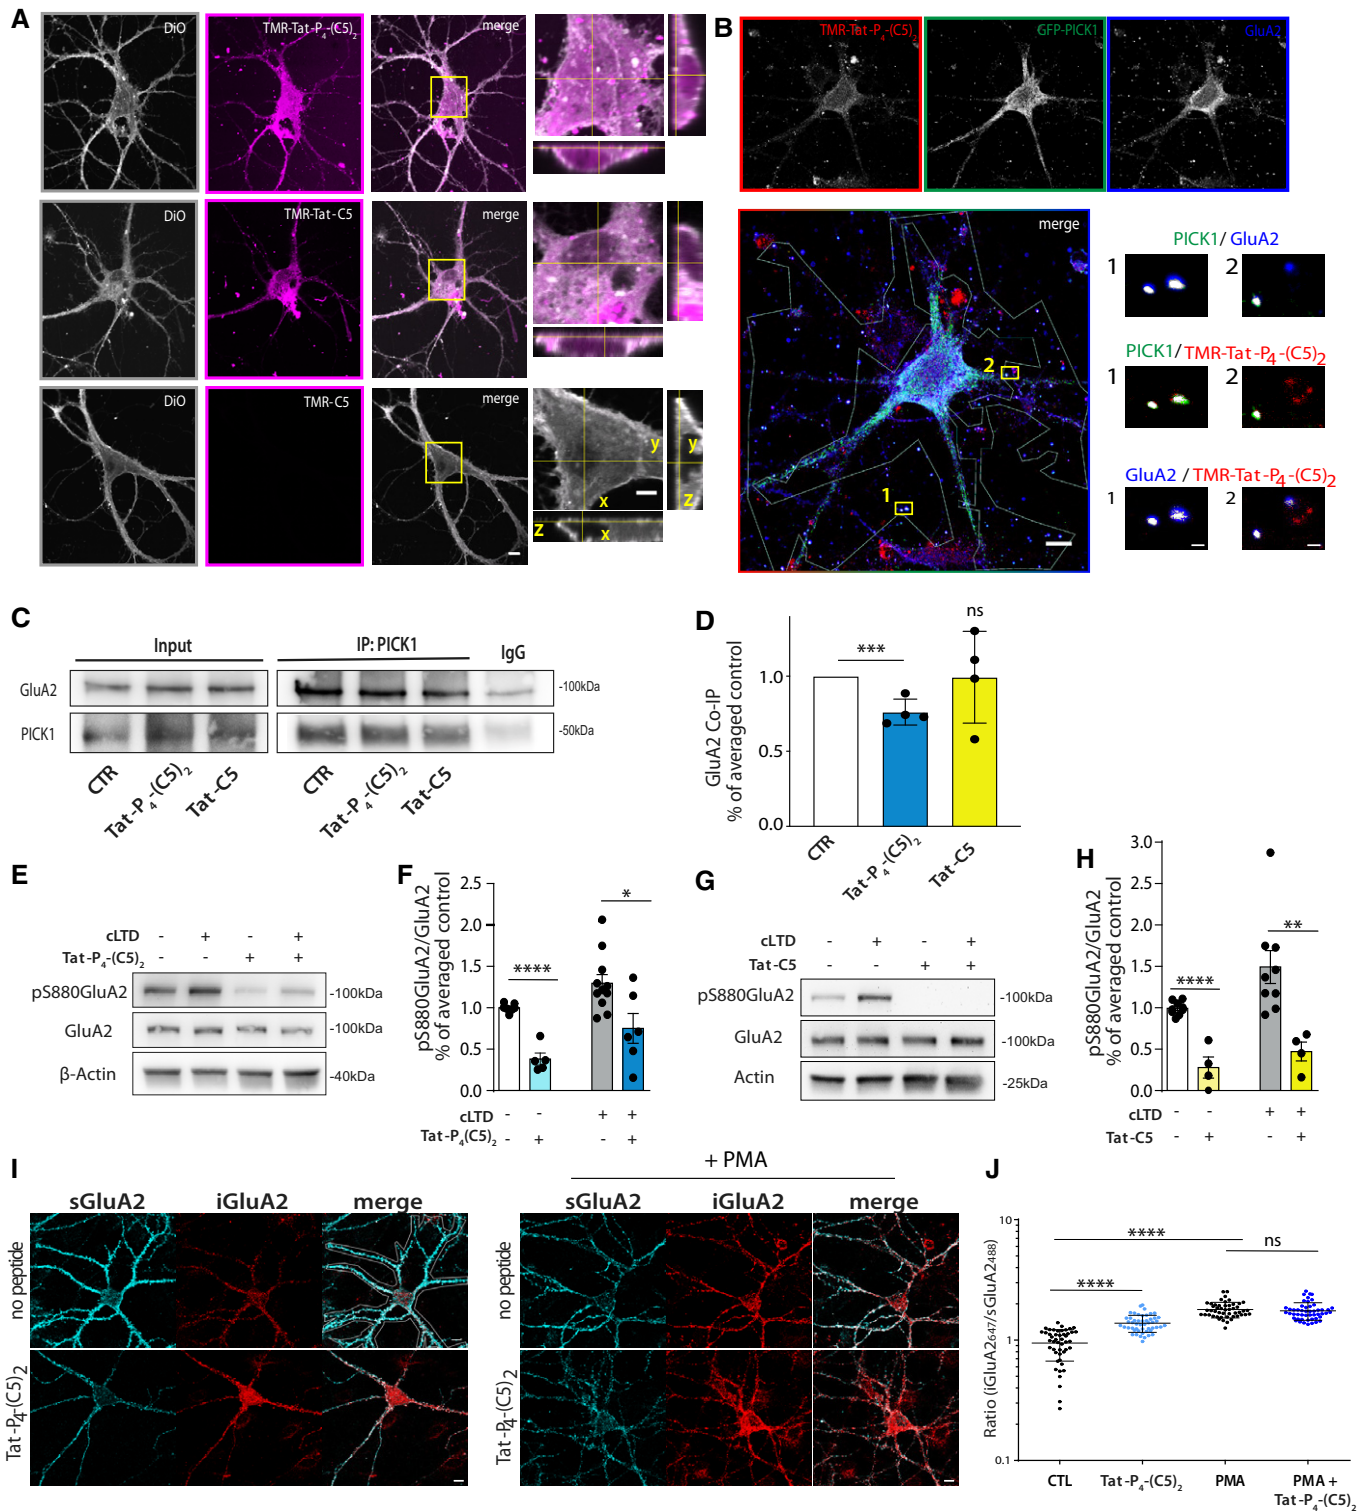 A
DiO
TMR-Tat-P4-(C5)2
merge
DiO
TMR-Tat-C5
merge
DiO
TMR-C5
merge
y
x
y
z
z
x
B
TMR-Tat-P4-(C5)2
GFP-PICK1
GluA2
merge
2
1
PICK1/ GluA2
1
2
PICK1/ TMR-Tat-P4-(C5)2
1
2
GluA2 / TMR-Tat-P4-(C5)2
1
2
C
Input
IP: PICK1
IgG
GluA2
-100kDa
PICK1
-50kDa
CTR
Tat-P4-(C5)2
Tat-C5
CTR
Tat-P4-(C5)2
Tat-C5
D
GluA2 Co-IP
% of averaged control
1.0
0.5
0.0
***
ns
CTR
Tat-P4-(C5)2
Tat-C5
E
cLTD - + - +
Tat-P4-(C5)2 - - + +
pS880GluA2
-100kDa
GluA2
-100kDa
β-Actin
-40kDa
F
pS880GluA2/GluA2
% of averaged control
2.5
2.0
1.5
1.0
0.5
0.0
****
*
cLTD - - + +
Tat-P4(C5)2 - + - +
G
cLTD - + - +
Tat-C5 - - + +
pS880GluA2
-100kDa
GluA2
-100kDa
Actin
-25kDa
H
pS880GluA2/GluA2
% of averaged control
3.0
2.5
2.0
1.5
1.0
0.5
0.0
****
**
cLTD - - + +
Tat-C5 - + - +
I
+ PMA
sGluA2
iGluA2
merge
sGluA2
iGluA2
merge
no peptide
Tat-P4-(C5)2
no peptide
Tat-P4-(C5)2
J
Ratio (iGluA2647/sGluA2488)
10
1
0.1
****
****
ns
CTL
Tat-P4-(C5)2
PMA
PMA +
Tat-P4-(C5)2